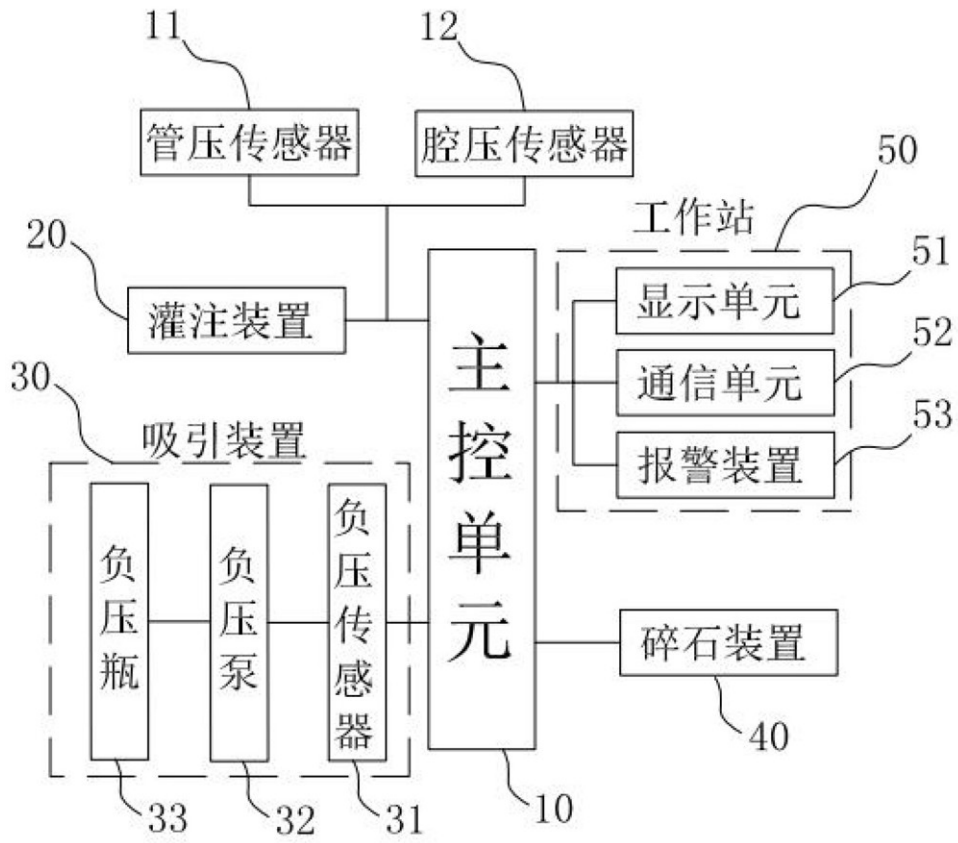 11
12
管压传感器
腔压传感器
50
工作站
20
51
灌注装置
显示单元
主控单元
52
30
通信单元
吸引装置
53
报警装置
负压瓶
负压泵
负压传感器
碎石装置
40
33
32
31
10